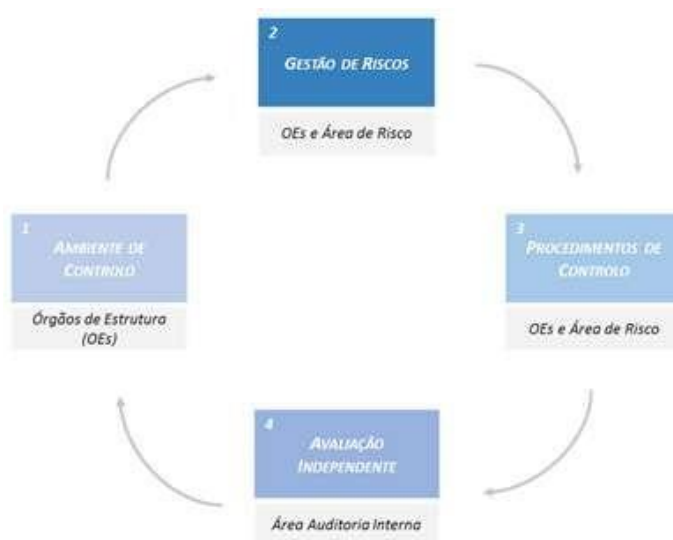 1
AMBIENTE DE
CONTROLO
Órgãos de Estrutura
(OEs)
2
GESTÃO DE RISCOS
OEs e Área de Risco
3
PROCEDIMENTOS DE
CONTROLO
OEs e Área de Risco
4
AVALIAÇÃO
INDEPENDENTE
Área Auditoria Interna